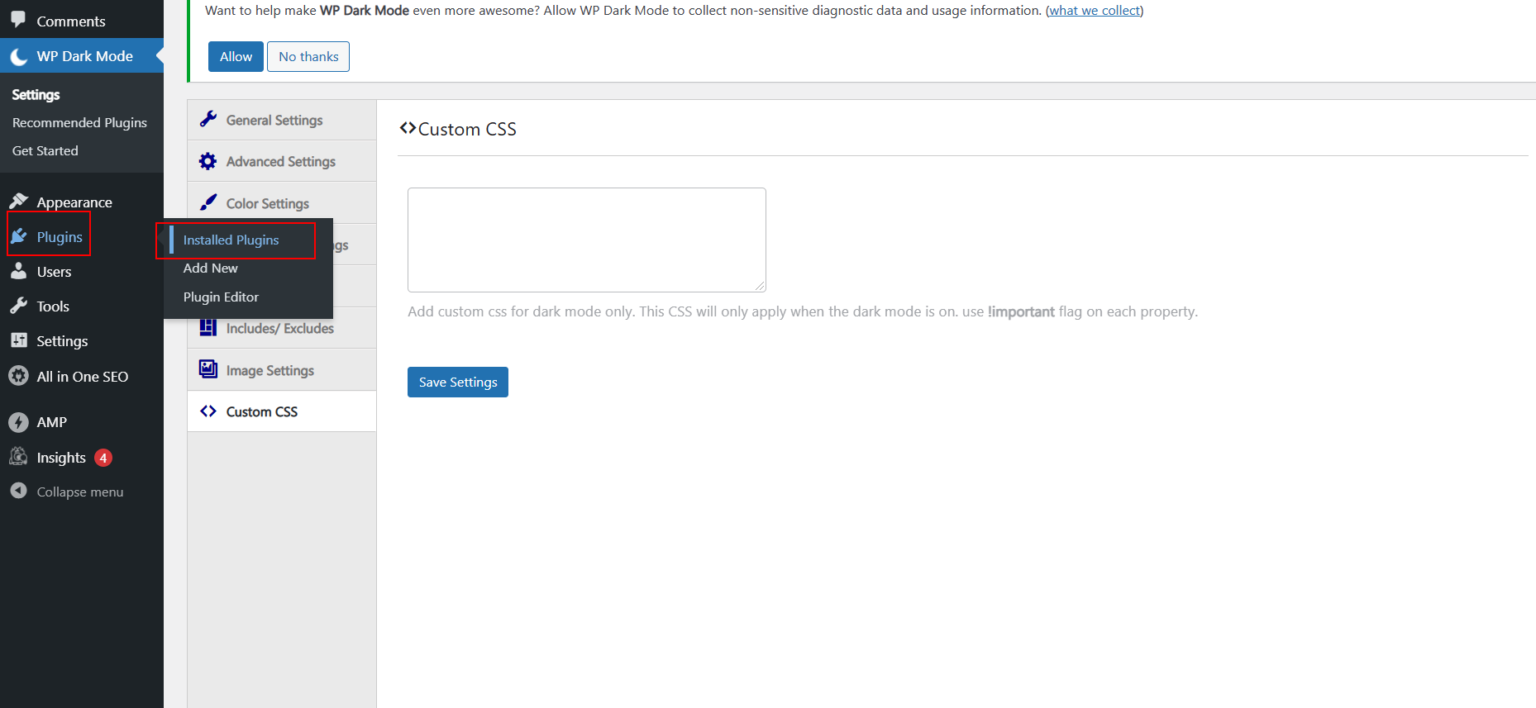 Comments
WP Dark Mode
Settings
Recommended Plugins
Get Started
Appearance
Plugins
Users
Tools
Settings
All in One SEO
AMP
Insights 4
Collapse menu
Installed Plugins
Add New
Plugin Editor
Want to help make WP Dark Mode even more awesome? Allow WP Dark Mode to collect non-sensitive diagnostic data and usage information. (what we collect)
Allow No thanks
General Settings
Advanced Settings
Color Settings
Includes/ Excludes
Image Settings
Custom CSS
Custom CSS
Add custom css for dark mode only. This CSS will only apply when the dark mode is on. use !important flag on each property.
Save Settings